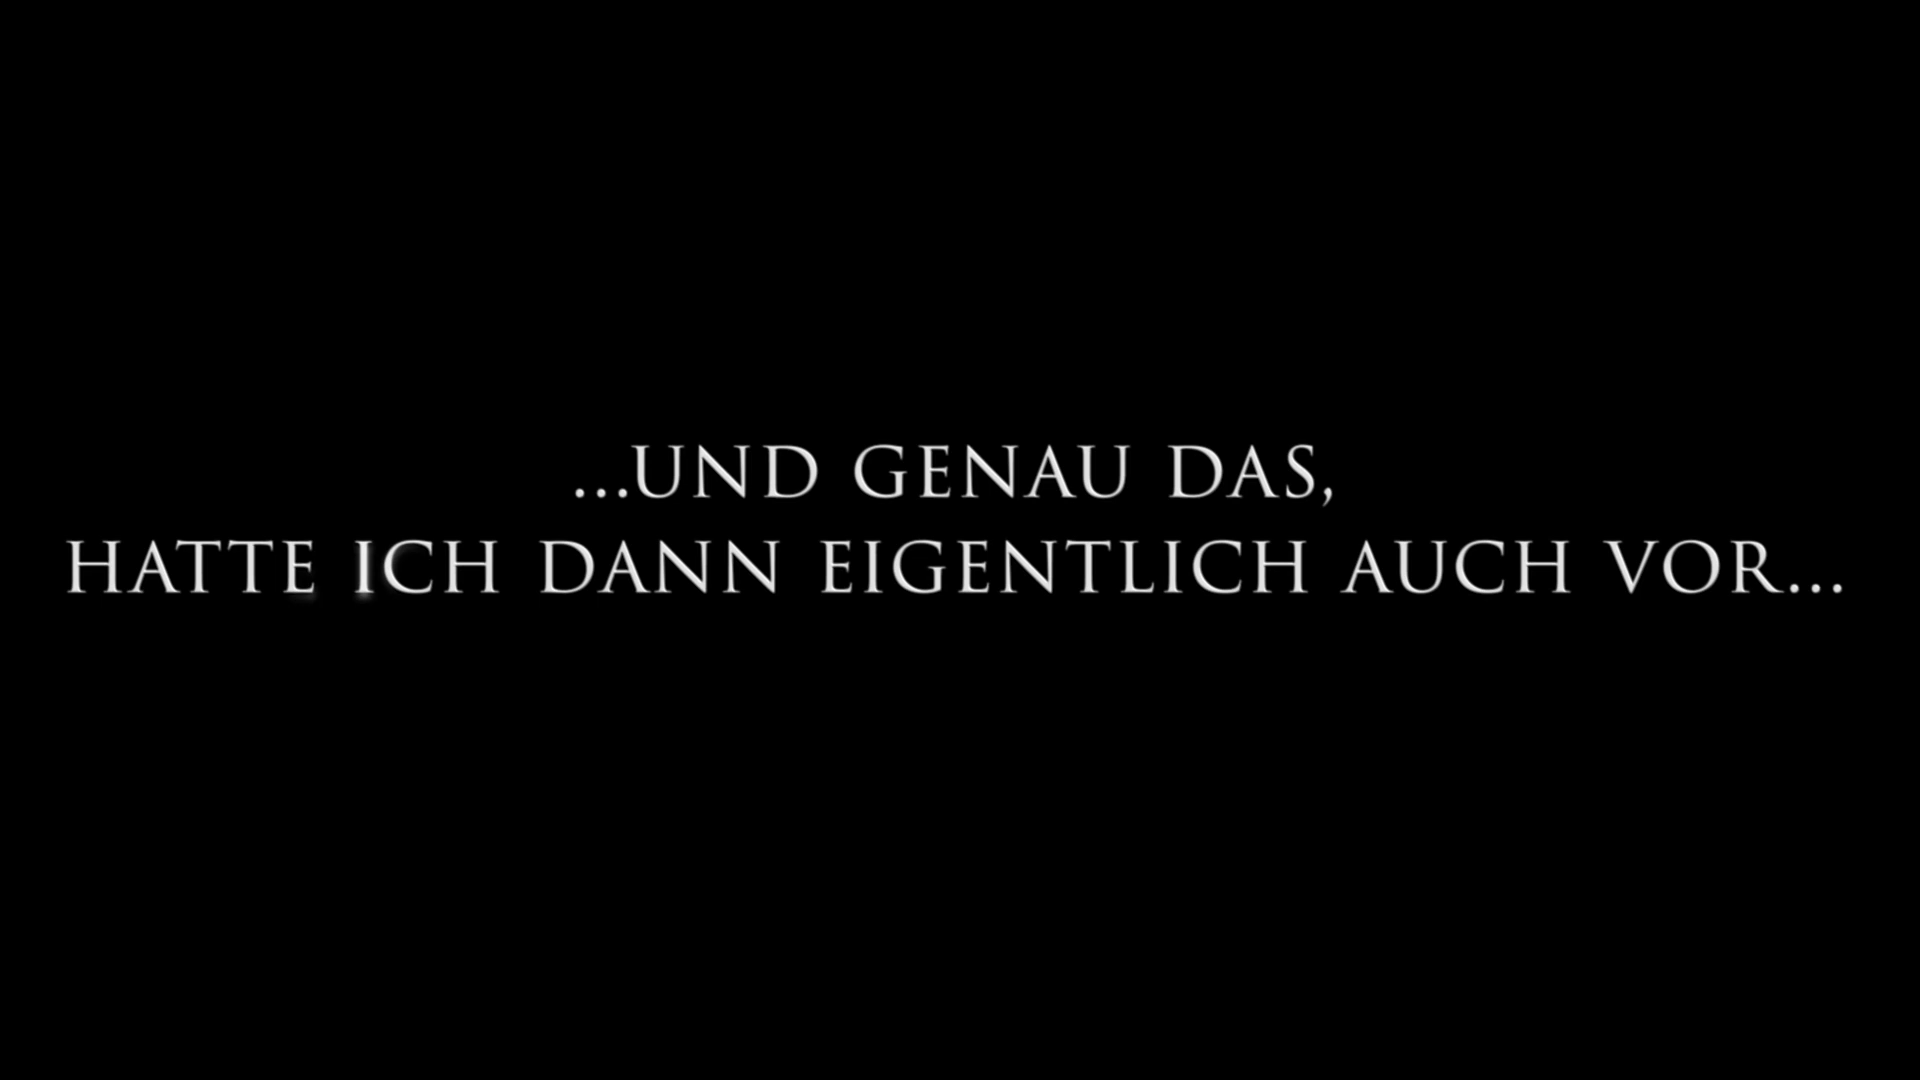 ...UND GENAU DAS,
HATTE ICH DANN EIGENTLICH AUCH VOR...